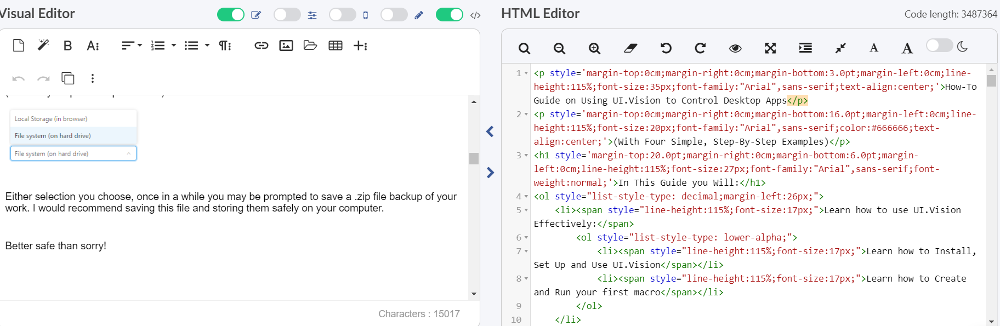 Visual Editor
HTML Editor
Code length: 3487364
Local Storage (in browser)
File system (on hard drive)
File system (on hard drive)
Either selection you choose, once in a while you may be prompted to save a .zip file backup of your
work. I would recommend saving this file and storing them safely on your computer.
Better safe than sorry!
Characters : 15017
1 <p style='margin-top:0cm;margin-right:0cm;margin-bottom:3.0pt;margin-left:0cm;line-
height:115%;font-size:35px;font-family:"Arial",sans-serif;text-align:center;'>How-To
Guide on Using UI.Vision to Control Desktop Apps</p>
2 <p style='margin-top:0cm;margin-right:0cm;margin-bottom:16.0pt;margin-left:0cm;line-
height:115%;font-size:20px;font-family:"Arial",sans-serif;color:#666666;text-
align:center;'>(With Four Simple, Step-By-Step Examples)</p>
3 <h1 style='margin-top:20.0pt;margin-right:0cm;margin-bottom:6.0pt;margin-
left:0cm;line-height:115%;font-size:27px;font-family:"Arial",sans-serif;font-
weight:normal;'>In This Guide you Will:</h1>
4 <ol style="list-style-type: decimal;margin-left:26px;">
5 <li><span style="line-height:115%;font-size:17px;">Learn how to use UI.Vision
Effectively:</span>
6 <ol style="list-style-type: lower-alpha;">
7 <li><span style="line-height:115%;font-size:17px;">Learn how to Install,
Set Up and Use UI.Vision</span></li>
8 <li><span style="line-height:115%;font-size:17px;">Learn how to Create
and Run your first macro</span></li>
9 </ol>
10 </li>